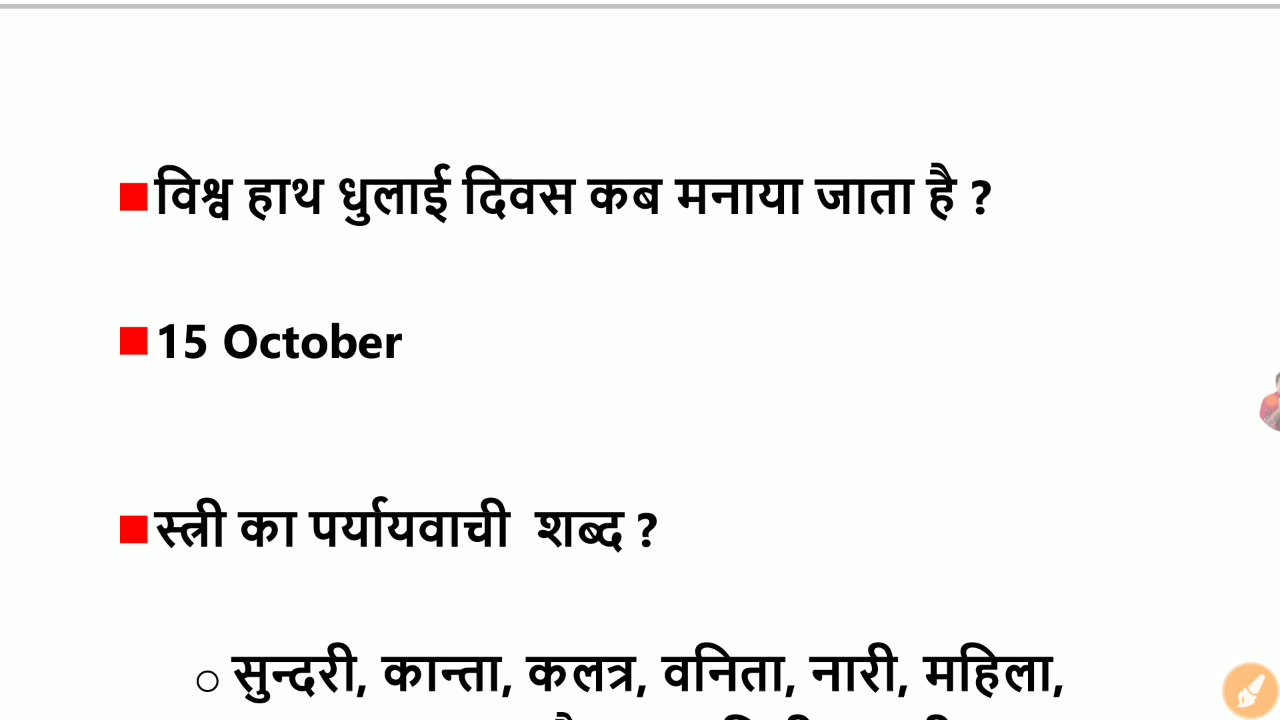 विश्व हाथ धुलाई दिवस कब मनाया जाता है ?
15 October
स्त्री का पर्यायवाची शब्द ?
सुन्दरी, कान्ता, कलत्र, वनिता, नारी, महिला,